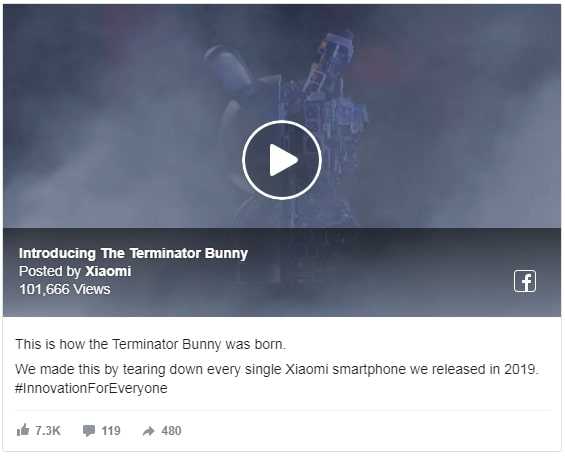 Introducing The Terminator Bunny
Posted by Xiaomi
101,666 Views
This is how the Terminator Bunny was born.
We made this by tearing down every single Xiaomi smartphone we released in 2019.
#InnovationForEveryone
7.3K 119 480